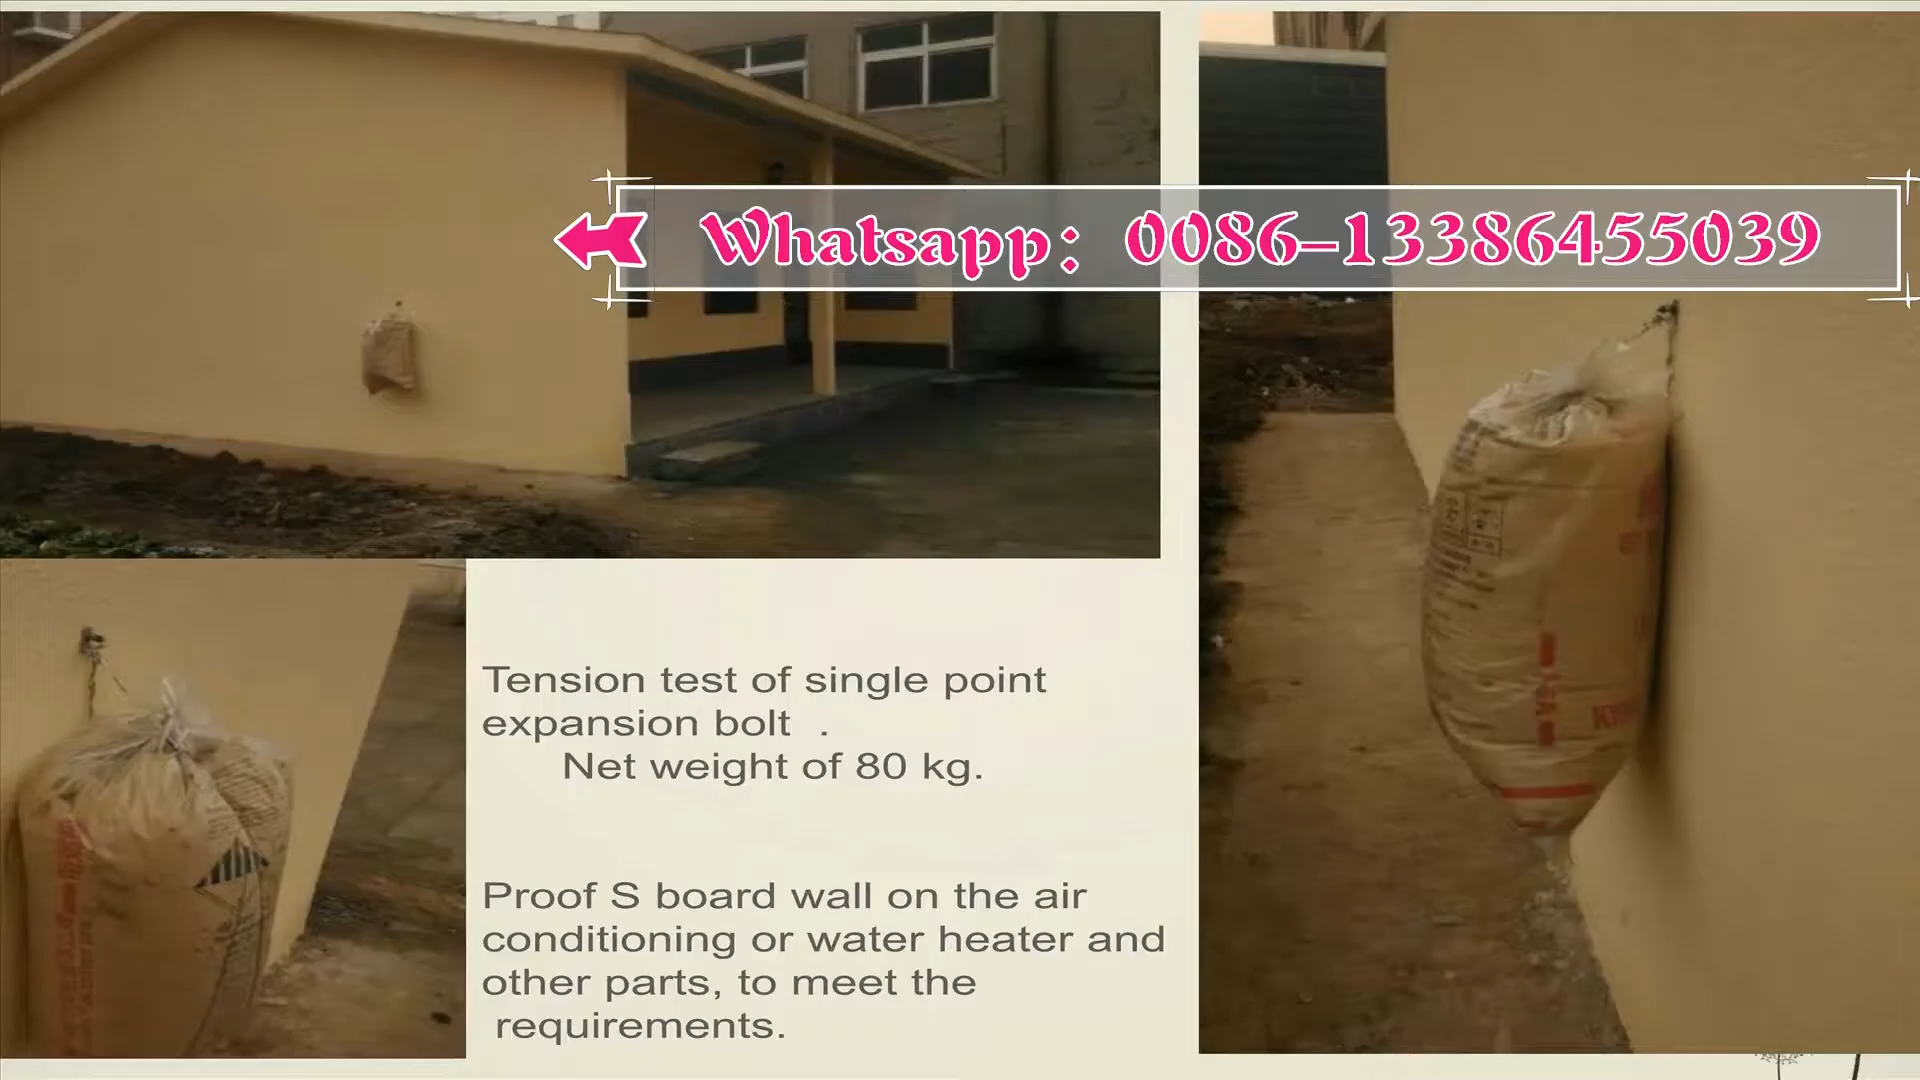 Whatsapp： 0086-13386455039
Tension test of single point
expansion bolt .
Net weight of 80 kg.
Proof S board wall on the air
conditioning or water heater and
other parts, to meet the
requirements.